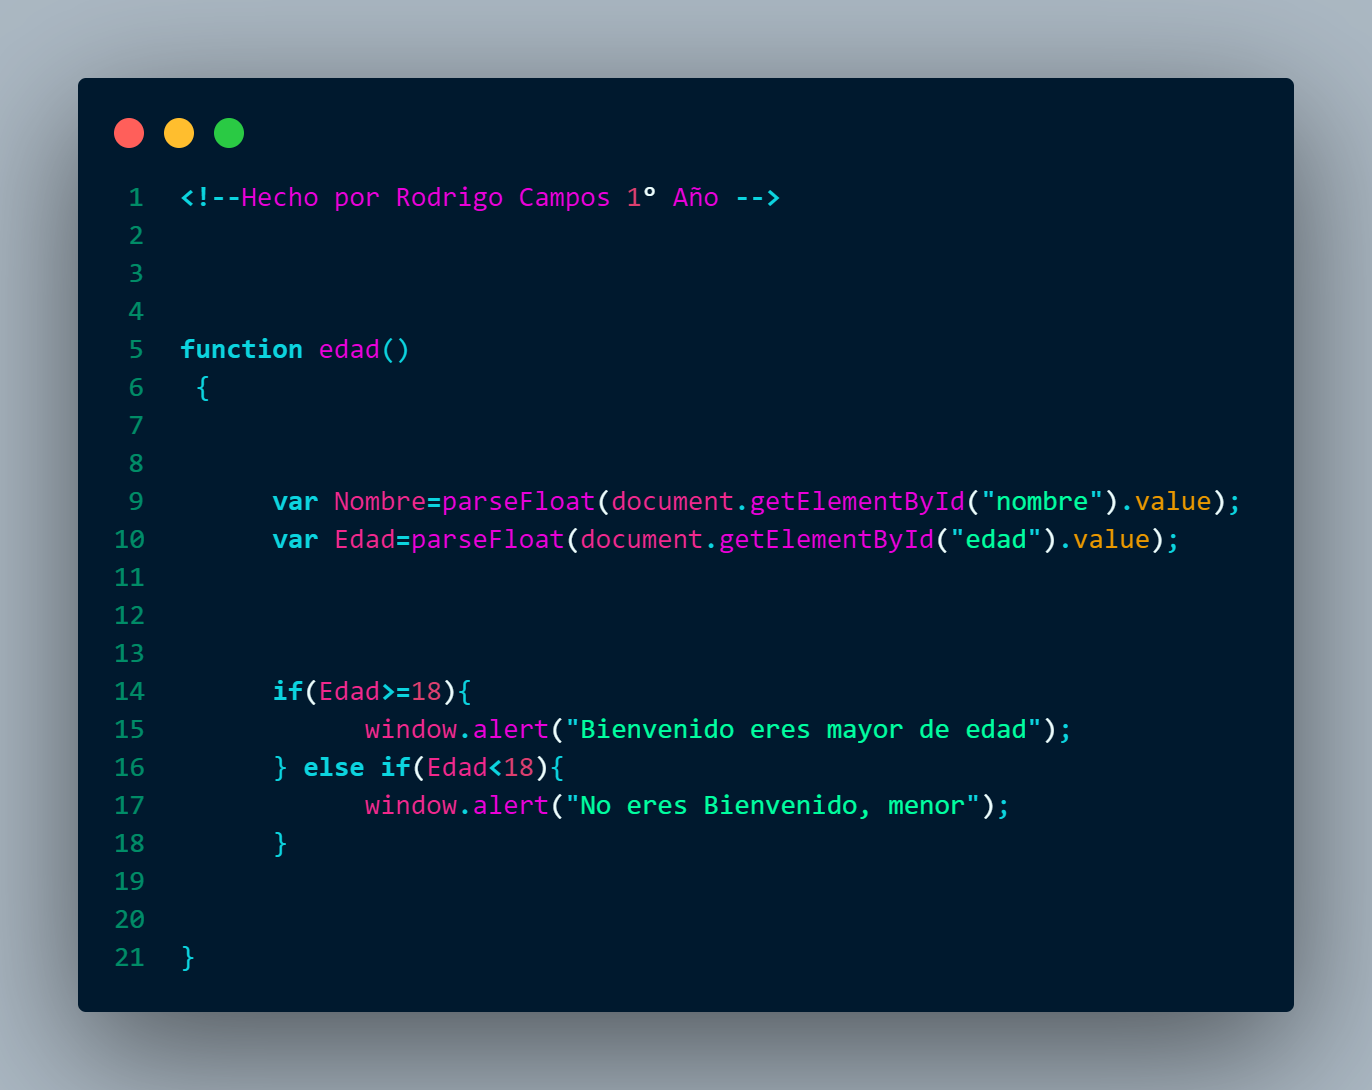 1 <!--Hecho por Rodrigo Campos 1º Año -->
2
3
4
5 function edad()
6  {
7
8
9       var Nombre=parseFloat(document.getElementById("nombre").value);
10       var Edad=parseFloat(document.getElementById("edad").value);
11
12
13
14       if(Edad>=18){
15             window.alert("Bienvenido eres mayor de edad");
16       } else if(Edad<18){
17             window.alert("No eres Bienvenido, menor");
18       }
19
20
21 }